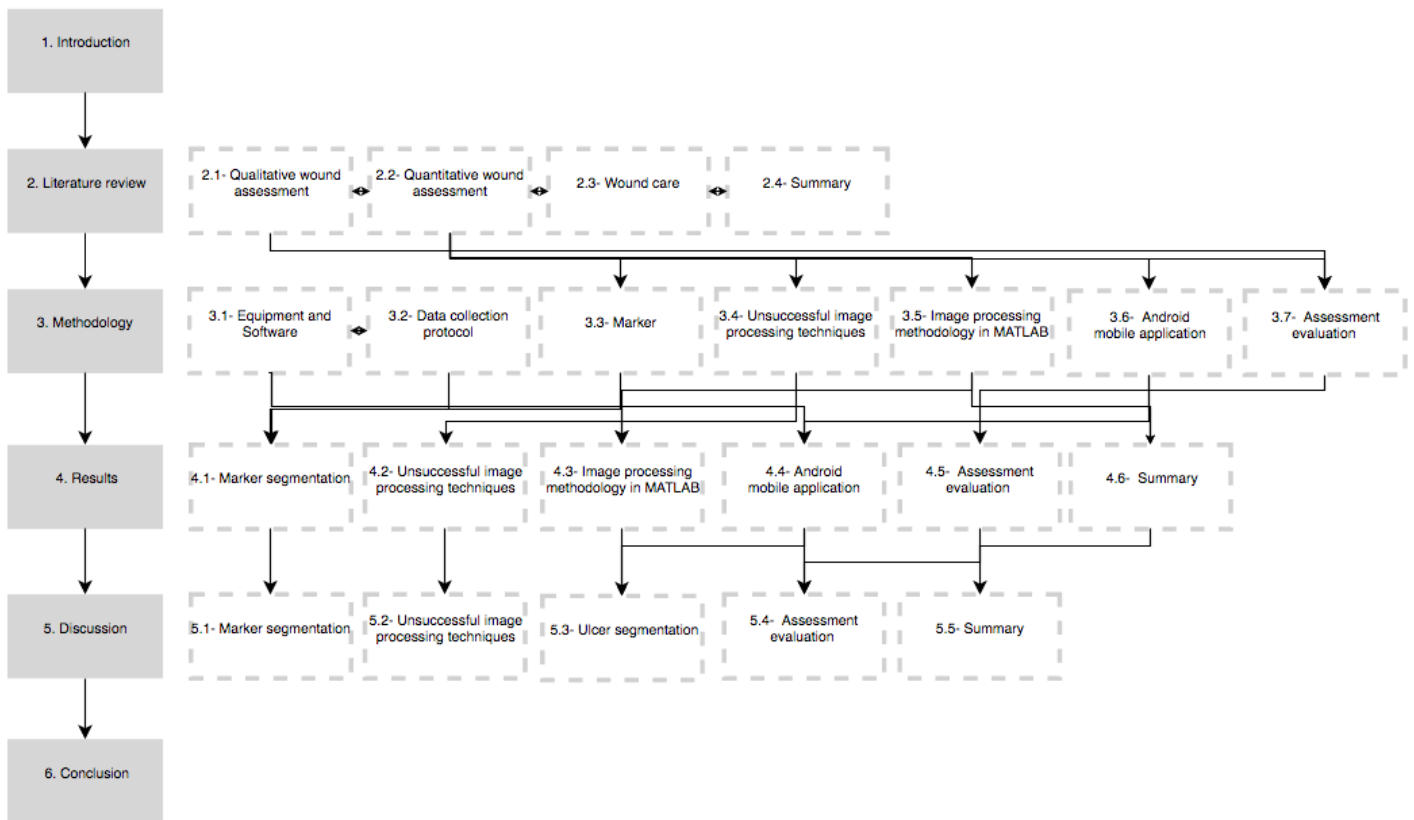 1. Introduction
2. Literature review
2.1- Qualitative wound
assessment
2.2- Quantitative wound
assessment
2.3- Wound care
2.4- Summary
3. Methodology
3.1- Equipment and
Software
3.2- Data collection
protocol
3.3- Marker
3.4- Unsuccessful image
processing techniques
3.5- Image processing
methodology in MATLAB
3.6- Android
mobile application
3.7- Assessment
evaluation
4. Results
4.1- Marker segmentation
4.2- Unsuccessful image
processing techniques
4.3- Image processing
methodology in MATLAB
4.4- Android
mobile application
4.5- Assessment
evaluation
4.6- Summary
5. Discussion
5.1- Marker segmentation
5.2- Unsuccessful image
processing techniques
5.3- Ulcer segmentation
5.4- Assessment
evaluation
5.5- Summary
6. Conclusion